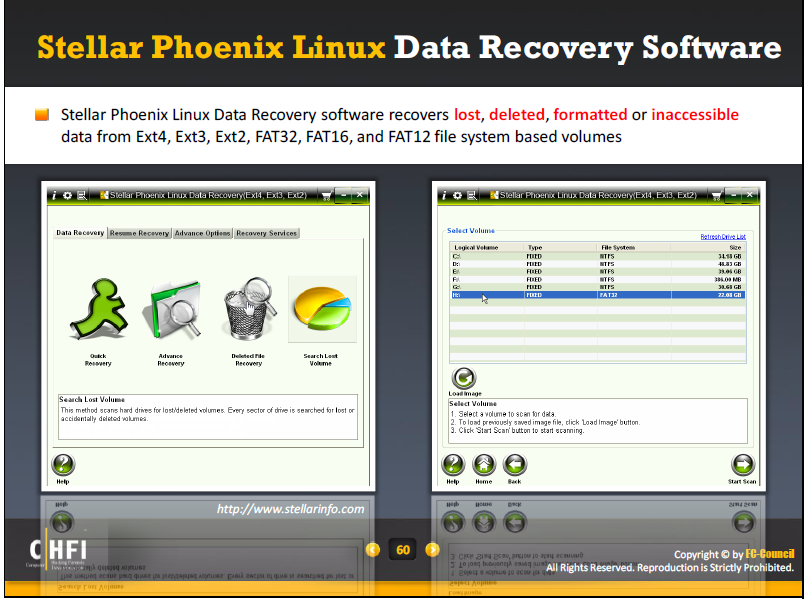 Stellar Phoenix Linux Data Recovery Software
Stellar Phoenix Linux Data Recovery software recovers lost, deleted, formatted or inaccessible
data from Ext4, Ext3, Ext2, FAT32, FAT16, and FAT12 file system based volumes
Stellar Phoenix Linux Data Recovery(Ext4, Ext3, Ext2)
Data Recovery Resume Recovery Advance Options Recovery Services
Quick
Recovery
Advance
Recovery
Deleted File
Recovery
Search Lost
Volume
Search Lost Volume
This method scans hard drives for lost/deleted volumes. Every sector of drive is searched for lost or
accidentally deleted volumes.
Help
Stellar Phoenix Linux Data Recovery(Ext4, Ext3, Ext2)
Select Volume
Refresh Drive List
Logical Volume Type File System Size
C:\ FIXED NTFS 34.18 GB
D:\ FIXED NTFS 48.83 GB
E:\ FIXED NTFS 39.06 GB
F:\ FIXED NTFS 306.00 MB
G:\ FIXED NTFS 30.68 GB
H:\ FIXED FAT32 22.08 GB
Load Image
Select Volume
1. Select a volume to scan for data.
2. To load previously saved image file, click 'Load Image' button.
3. Click 'Start Scan' button to start scanning.
Help Home Back Start Scan
http://www.stellarinfo.com
CHFI
60
Copyright © by EC-Council
All Rights Reserved. Reproduction is Strictly Prohibited.